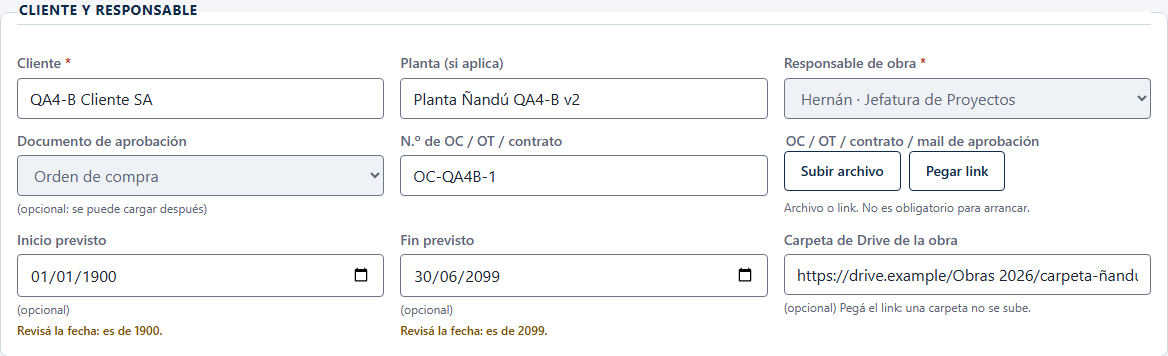 CLIENTE Y RESPONSABLE
Cliente *
Planta (si aplica)
Responsable de obra *
QA4-B Cliente SA
Planta Ñandú QA4-B v2
Hernán · Jefatura de Proyectos
Documento de aprobación
N.º de OC / OT / contrato
OC / OT / contrato / mail de aprobación
Orden de compra
OC-QA4B-1
Subir archivo
Pegar link
(opcional: se puede cargar después)
Archivo o link. No es obligatorio para arrancar.
Inicio previsto
Fin previsto
Carpeta de Drive de la obra
01/01/1900
30/06/2099
https://drive.example/Obras 2026/carpeta-ñandu
(opcional)
(opcional)
(opcional) Pegá el link: una carpeta no se sube.
Revisá la fecha: es de 1900.
Revisá la fecha: es de 2099.